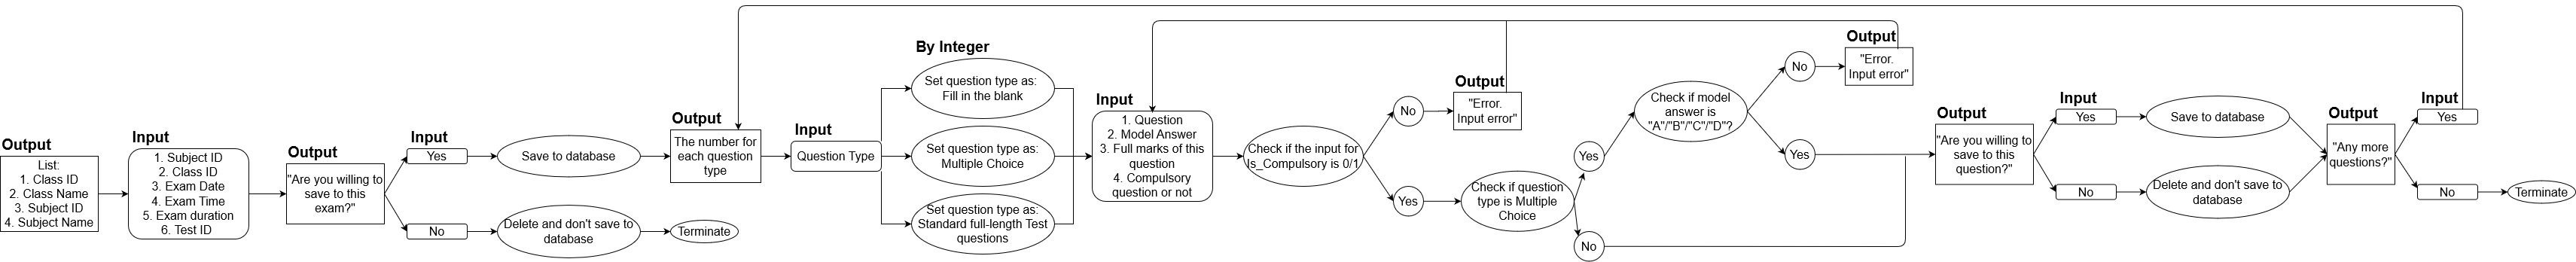 Output
List:
1. Class ID
2. Class Name
3. Subject ID
4. Subject Name
Input
1. Subject ID
2. Class ID
3. Exam Date
4. Exam Time
5. Exam duration
6. Test ID
Output
"Are you willing to
save to this
exam?"
Input
Yes
No
Save to database
Delete and don't save to
database
Terminate
Output
The number for
each question
type
Input
Question Type
By Integer
Set question type as:
Fill in the blank
Set question type as:
Multiple Choice
Set question type as:
Standard full-length Test
questions
Input
1. Question
2. Model Answer
3. Full marks of this
question
4. Compulsory
question or not
Check if the input for
Is_Compulsory is 0/1
No
Output
"Error.
Input error"
Yes
Check if question
type is Multiple
Choice
Yes
No
Check if model
answer is
"A"/"B"/"C"/"D"?
No
Output
"Error.
Input error"
Yes
Output
"Are you willing to
save to this
question?"
Input
Yes
No
Save to database
Delete and don't save to
database
Output
"Any more
questions?"
Input
Yes
No
Terminate